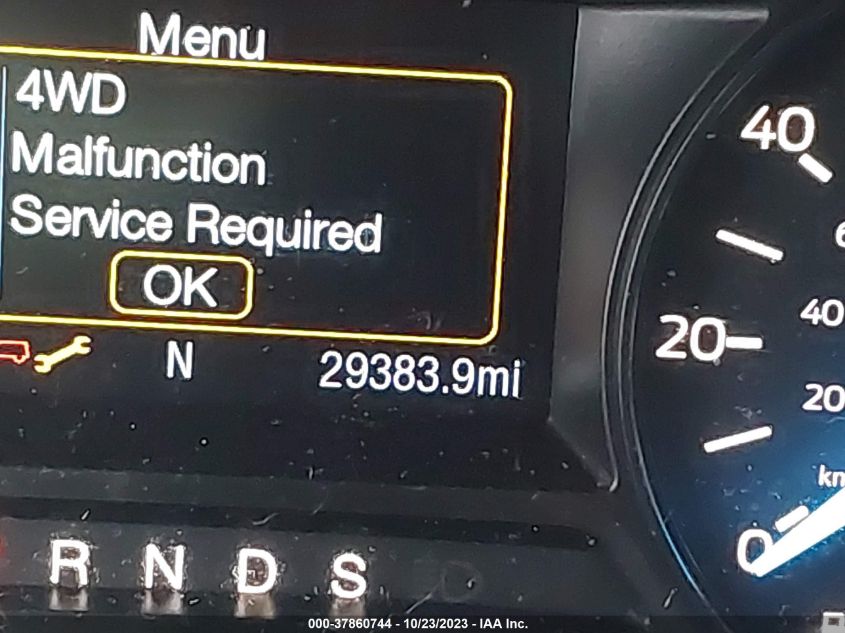 Menu
4WD
Malfunction
Service Required
OK
N
29383.9mi
40
20
0
40
20
R N D S
000-37860744 - 10/23/2023 - IAA Inc.